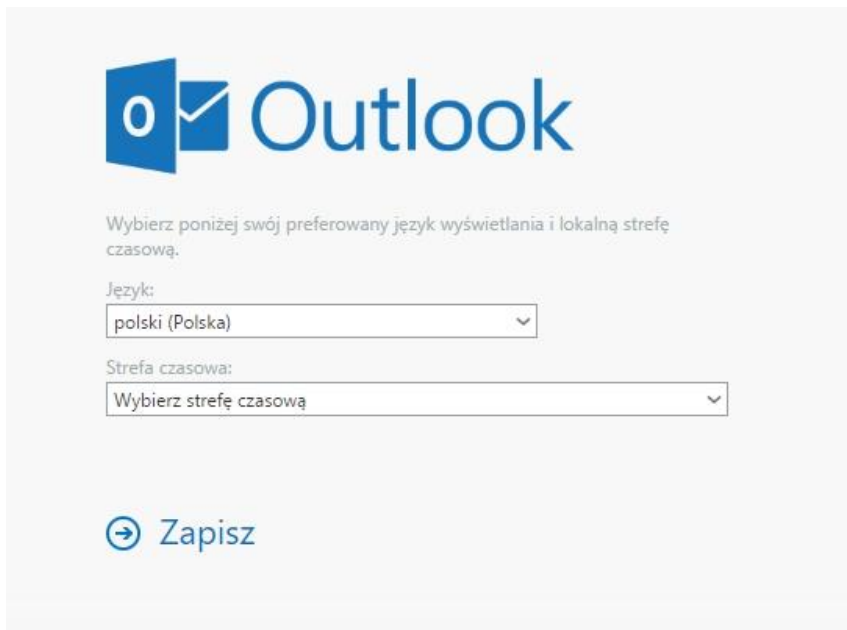 Outlook
Wybierz poniżej swój preferowany język wyświetlania i lokalną strefę
czasową.
Język:
polski (Polska)
Strefa czasowa:
Wybierz strefę czasową
Zapisz